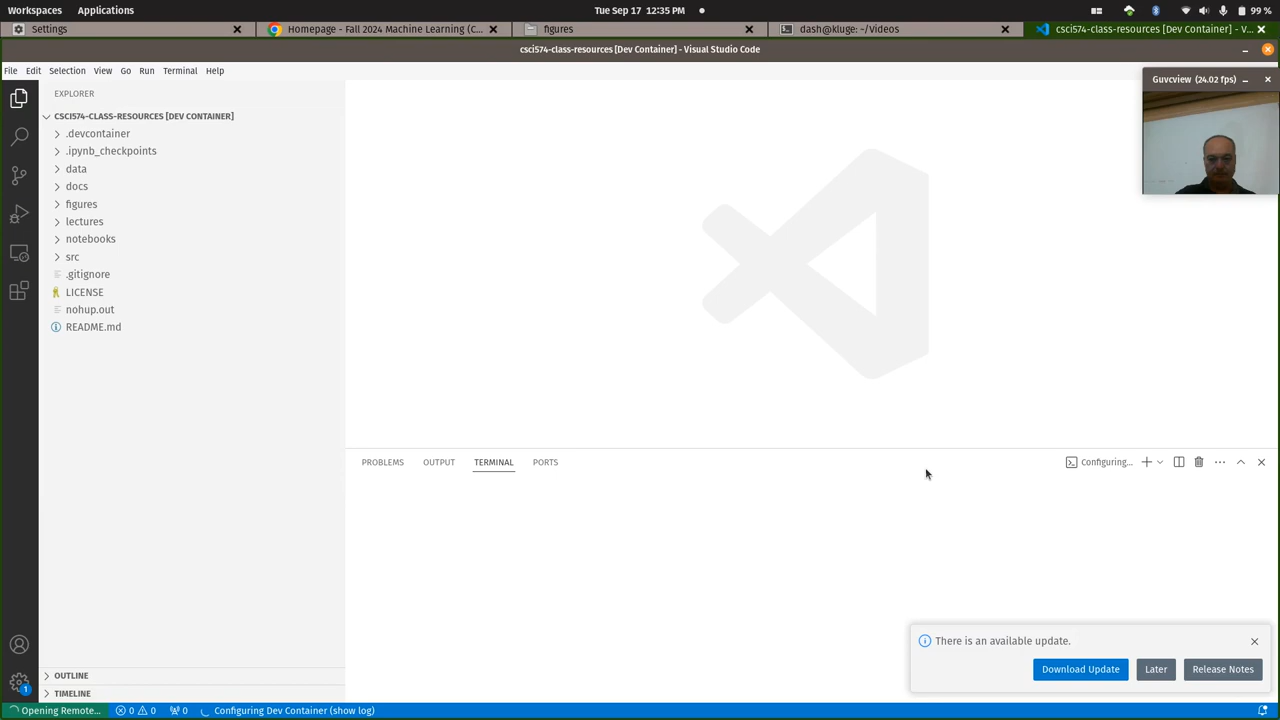 Workspaces Applications Tue Sep 17 12:35 PM 99 %
Settings Homepage - Fall 2024 Machine Learning (C... figures dash@kluge: ~/Videos csci574-class-resources [Dev Container] - V...
csci574-class-resources [Dev Container] - Visual Studio Code
File Edit Selection View Go Run Terminal Help
Guvcview (24.02 fps)
EXPLORER
CSCI574-CLASS-RESOURCES [DEV CONTAINER]
.devcontainer
.ipynb_checkpoints
data
docs
figures
lectures
notebooks
src
.gitignore
LICENSE
nohup.out
README.md
PROBLEMS OUTPUT TERMINAL PORTS Configuring...
There is an available update.
Download Update Later Release Notes
OUTLINE
TIMELINE
1
Opening Remote... 0 0 0 Configuring Dev Container (show log)